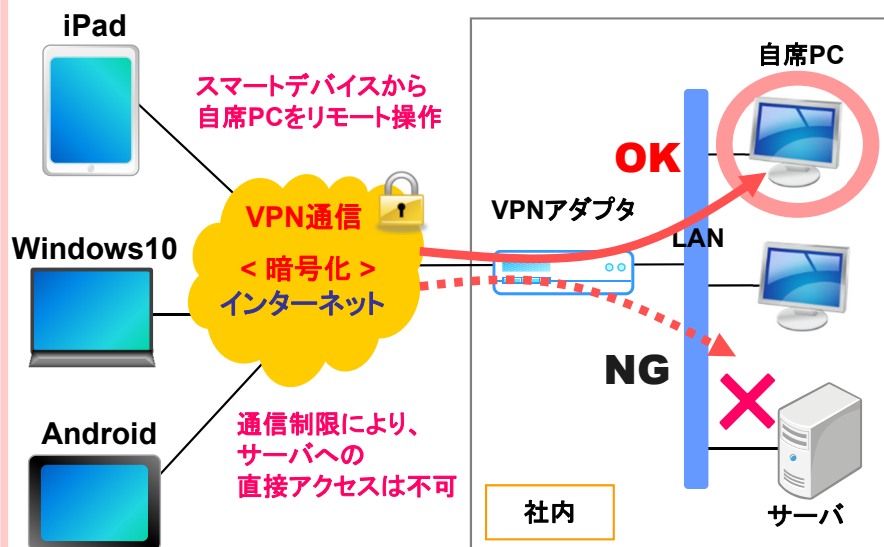 iPad
スマートデバイスから
自席PCをリモート操作
自席PC
OK
VPN通信
VPNアダプタ
LAN
Windows10
< 暗号化 >
インターネット
NG
Android
通信制限により、
サーバへの
直接アクセスは不可
社内
サーバ